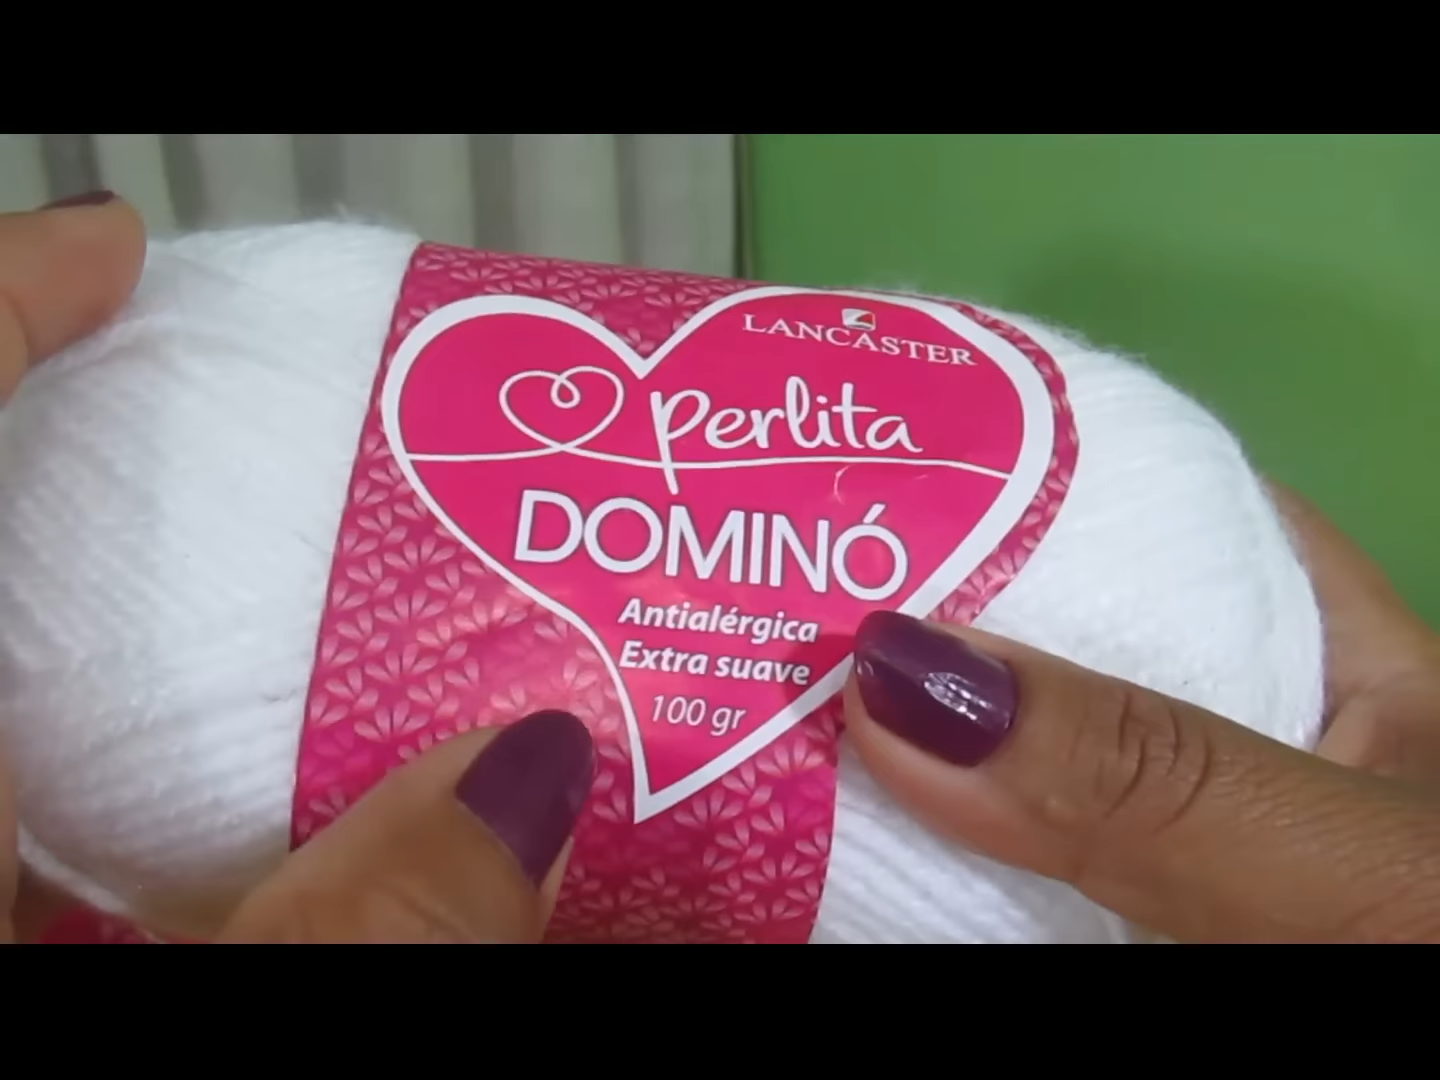 LANCASTER
perlita
DOMINÓ
Antialérgica
Extra suave
100 gr